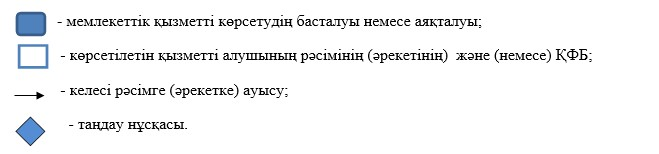 - мемлекеттік қызметті көрсетудің басталуы немесе аяқталуы;
- көрсетілетін қызметті алушының рәсімінің (әрекетінің) және (немесе) ҚФБ;
- келесі рәсімге (әрекетке) ауысу;
- таңдау нұсқасы.